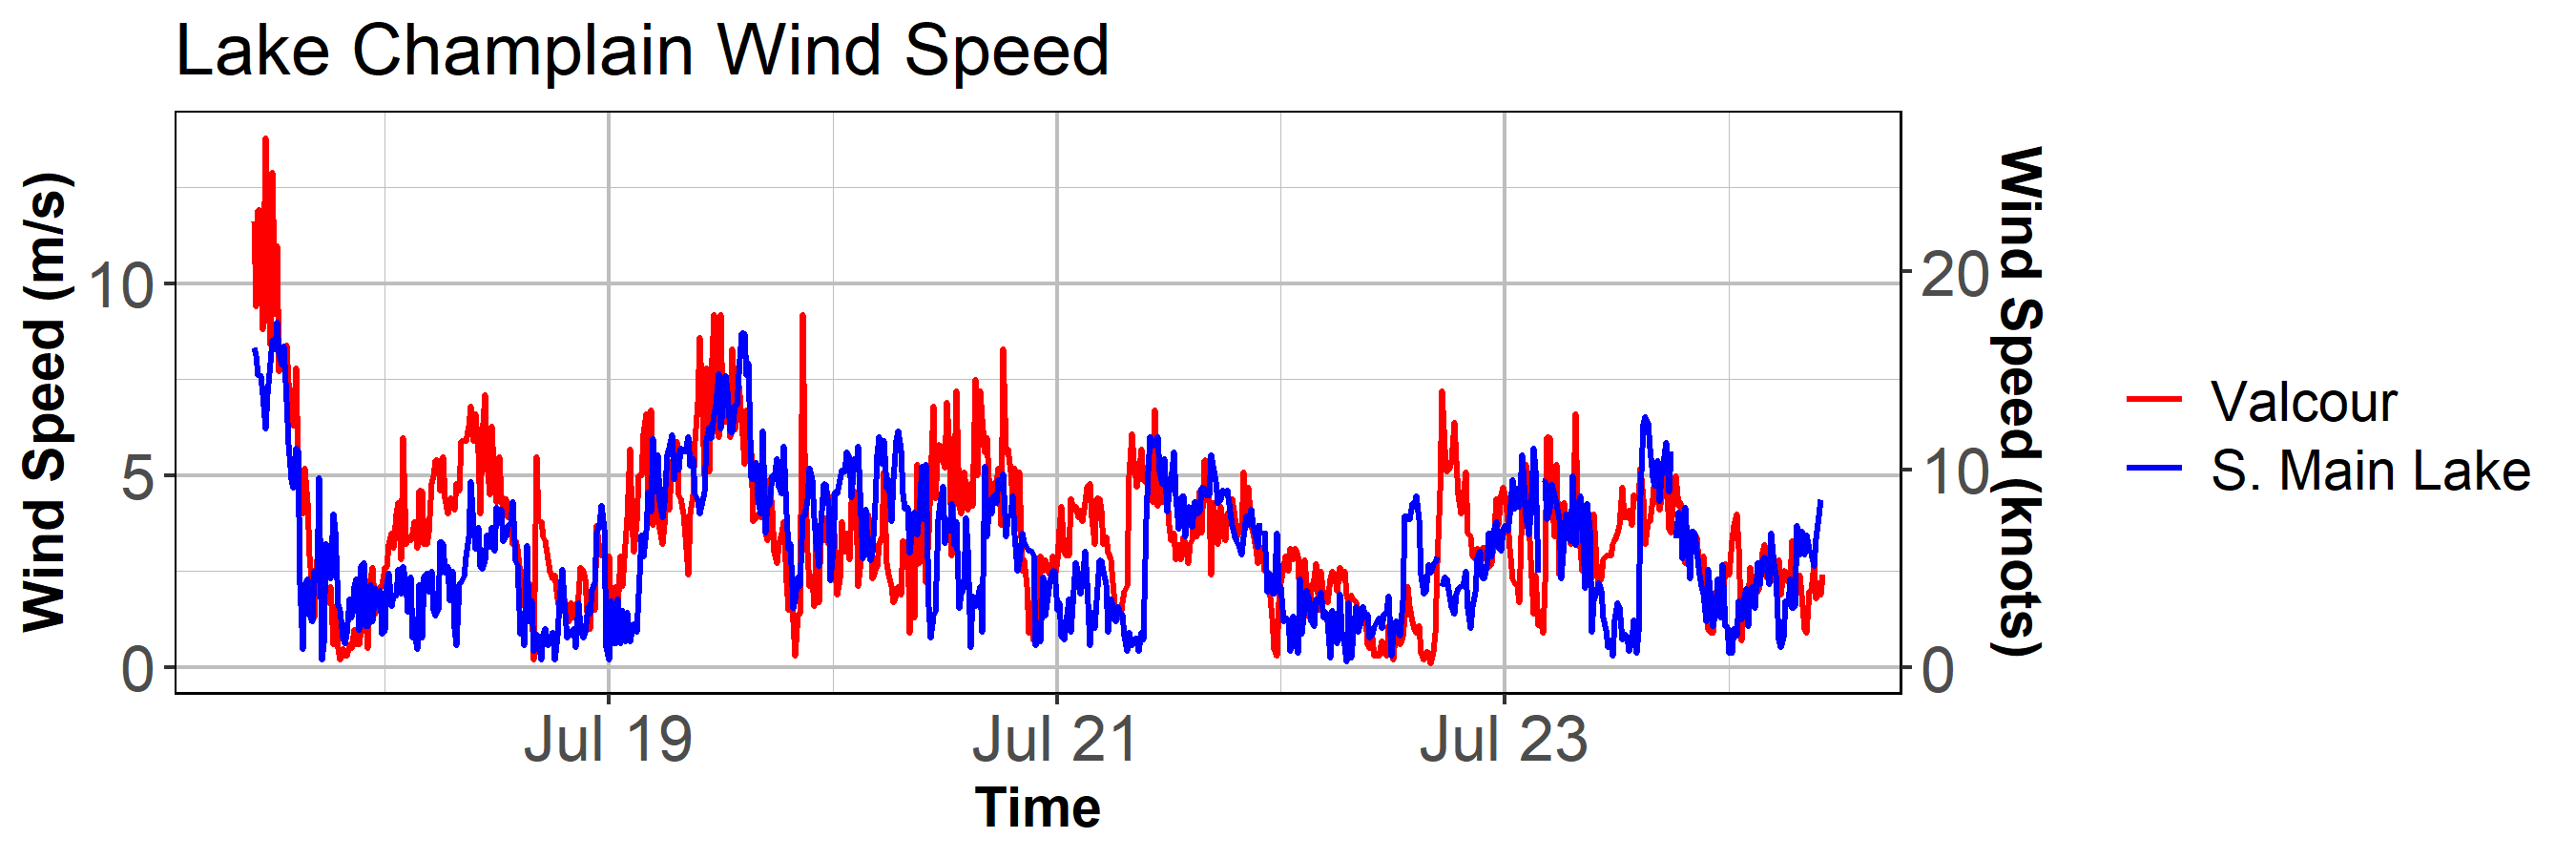 Lake Champlain Wind Speed
Wind Speed (m/s)
10
5
0
20
10
0
Wind Speed (knots)
Jul 19
Jul 21
Jul 23
Time
Valcour
S. Main Lake